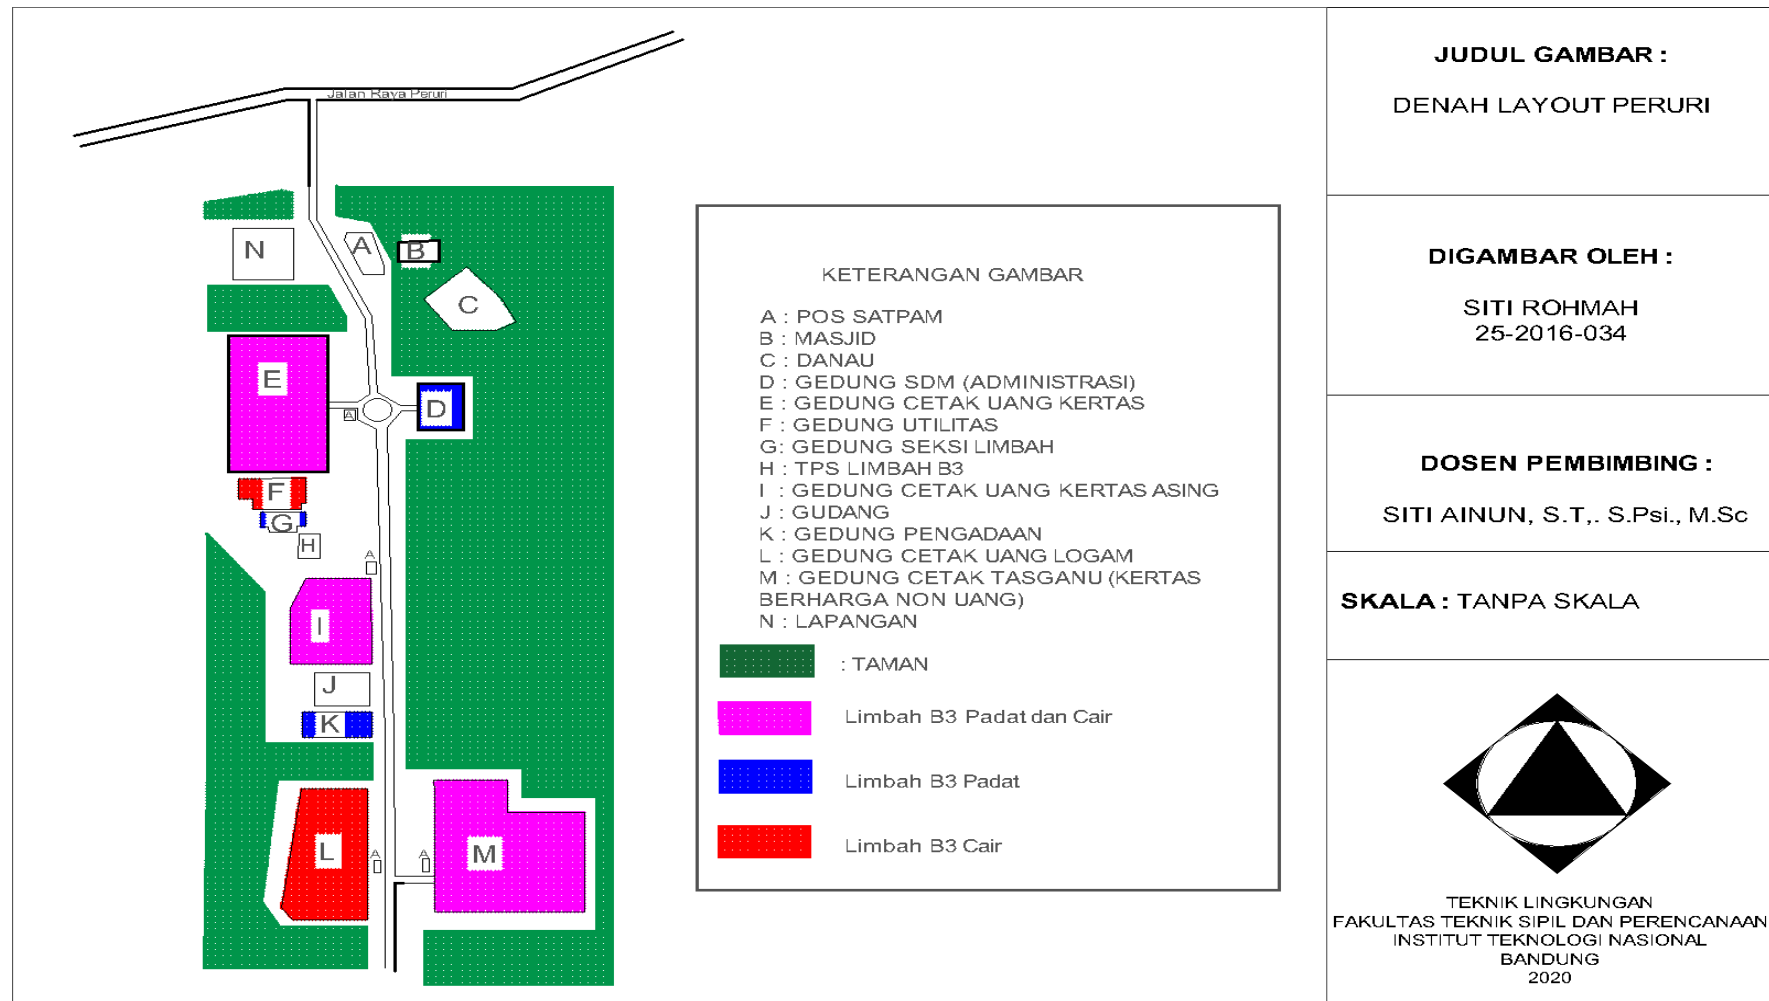 Jalan Raya Peruri
N
A
B
C
E
D
A
F
G
H
A
I
J
K
L
A
A
M
KETERANGAN GAMBAR
A : POS SATPAM
B : MASJID
C : DANAU
D : GEDUNG SDM (ADMINISTRASI)
E : GEDUNG CETAK UANG KERTAS
F : GEDUNG UTILITAS
G: GEDUNG SEKSI LIMBAH
H : TPS LIMBAH B3
I : GEDUNG CETAK UANG KERTAS ASING
J : GUDANG
K : GEDUNG PENGADAAN
L : GEDUNG CETAK UANG LOGAM
M : GEDUNG CETAK TASGANU (KERTAS
BERHARGA NON UANG)
N : LAPANGAN
: TAMAN
Limbah B3 Padat dan Cair
Limbah B3 Padat
Limbah B3 Cair
JUDUL GAMBAR :
DENAH LAYOUT PERURI
DIGAMBAR OLEH :
SITI ROHMAH
25-2016-034
DOSEN PEMBIMBING :
SITI AINUN, S.T,. S.Psi., M.Sc
SKALA : TANPA SKALA
TEKNIK LINGKUNGAN
FAKULTAS TEKNIK SIPIL DAN PERENCANAAN
INSTITUT TEKNOLOGI NASIONAL
BANDUNG
2020